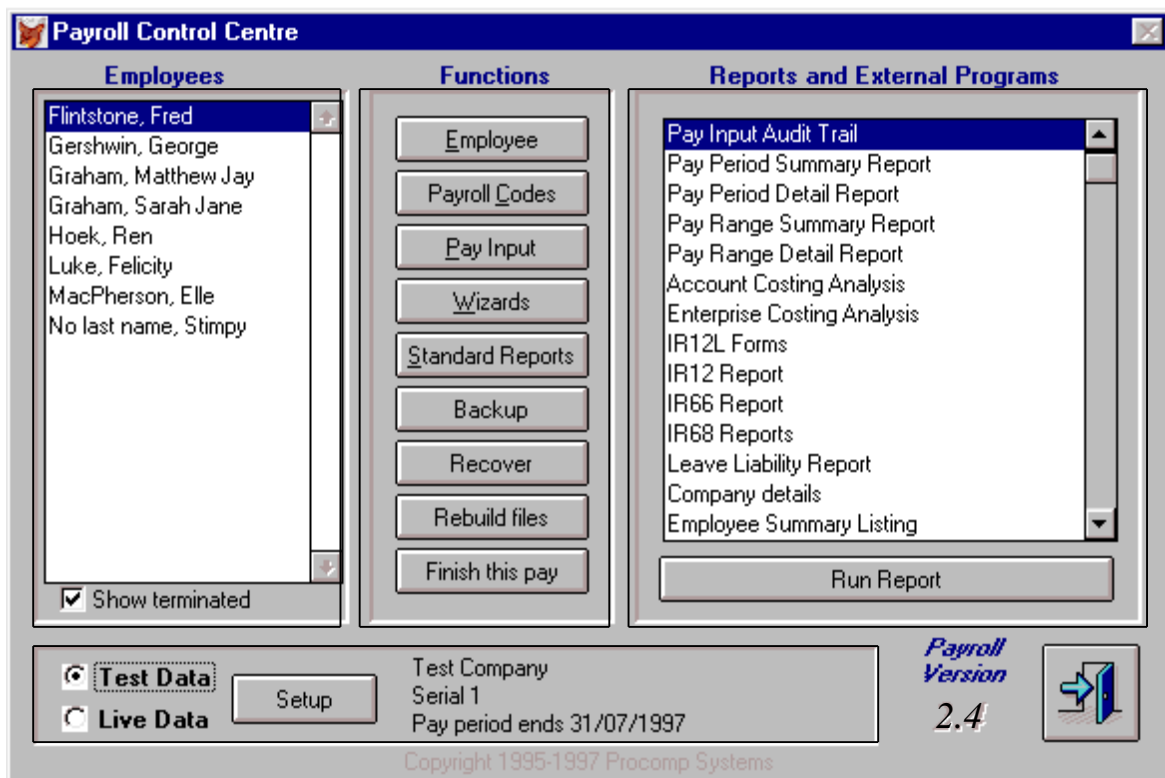 Payroll Control Centre
Employees
Flintstone, Fred
Gershwin, George
Graham, Matthew Jay
Graham, Sarah Jane
Hoek, Ren
Luke, Felicity
MacPherson, Elle
No last name, Stimpy
Show terminated
Functions
Employee
Payroll Codes
Pay Input
Wizards
Standard Reports
Backup
Recover
Rebuild files
Finish this pay
Reports and External Programs
Pay Input Audit Trail
Pay Period Summary Report
Pay Period Detail Report
Pay Range Summary Report
Pay Range Detail Report
Account Costing Analysis
Enterprise Costing Analysis
IR12L Forms
IR12 Report
IR66 Report
IR68 Reports
Leave Liability Report
Company details
Employee Summary Listing
Run Report
Test Data
Live Data
Setup
Test Company
Serial 1
Pay period ends 31/07/1997
Payroll
Version
2.4
Copyright 1995-1997 Procomp Systems